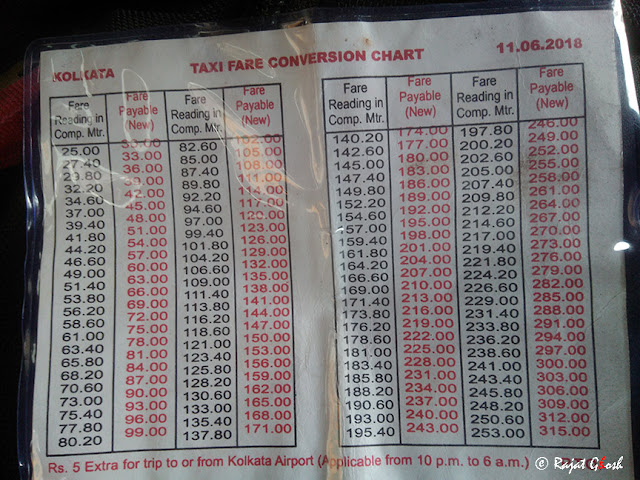 KOLKATA TAXI FARE CONVERSION CHART 11.06.2018
Fare Fare Fare Fare Fare Fare Fare Fare
Reading in Payable Reading in Payable Reading in Payable Reading in Payable
Comp. Mtr. (New) Comp. Mtr. (New) Comp. Mtr. (New) Comp. Mtr. (New)
25.00 30.00 82.60 102.00 140.20 174.00 197.80 246.00
27.40 33.00 85.00 105.00 142.60 177.00 200.20 249.00
29.80 36.00 87.40 108.00 145.00 180.00 202.60 252.00
32.20 39.00 89.80 111.00 147.40 183.00 205.00 255.00
34.60 42.00 92.20 114.00 149.80 186.00 207.40 258.00
37.00 45.00 94.60 117.00 152.20 189.00 209.80 261.00
39.40 48.00 97.00 120.00 154.60 192.00 212.20 264.00
41.80 51.00 99.40 123.00 157.00 195.00 214.60 267.00
44.20 54.00 101.80 126.00 159.40 198.00 217.00 270.00
46.60 57.00 104.20 129.00 161.80 201.00 219.40 273.00
49.00 60.00 106.60 132.00 164.20 204.00 221.80 276.00
51.40 63.00 109.00 135.00 166.60 207.00 224.20 279.00
53.80 66.00 111.40 138.00 169.00 210.00 226.60 282.00
56.20 69.00 113.80 141.00 171.40 213.00 229.00 285.00
58.60 72.00 116.20 144.00 173.80 216.00 231.40 288.00
61.00 75.00 118.60 147.00 176.20 219.00 233.80 291.00
63.40 78.00 121.00 150.00 178.60 222.00 236.20 294.00
65.80 81.00 123.40 153.00 181.00 225.00 238.60 297.00
68.20 84.00 125.80 156.00 183.40 228.00 241.00 300.00
70.60 87.00 128.20 159.00 185.80 231.00 243.40 303.00
73.00 90.00 130.60 162.00 188.20 234.00 245.80 306.00
75.40 93.00 133.00 165.00 190.60 237.00 248.20 309.00
77.80 96.00 135.40 168.00 193.00 240.00 250.60 312.00
80.20 99.00 137.80 171.00 195.40 243.00 253.00 315.00
Rs. 5 Extra for trip to or from Kolkata Airport (Applicable from 10 p.m. to 6 a.m.)
© Rajat Ghosh